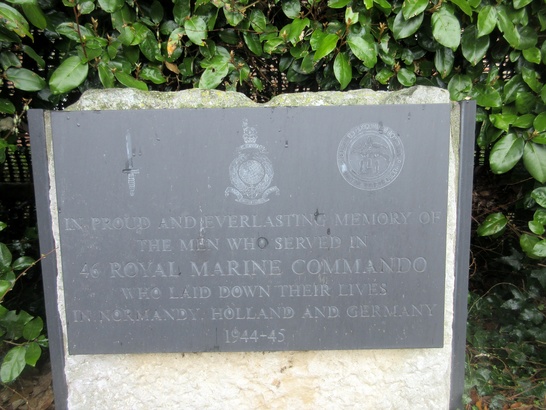 IN PROUD AND EVERLASTING MEMORY OF
THE MEN WHO SERVED IN
46 ROYAL MARINE COMMANDO
WHO LAID DOWN THEIR LIVES
IN NORMANDY, HOLLAND AND GERMANY
1944-45